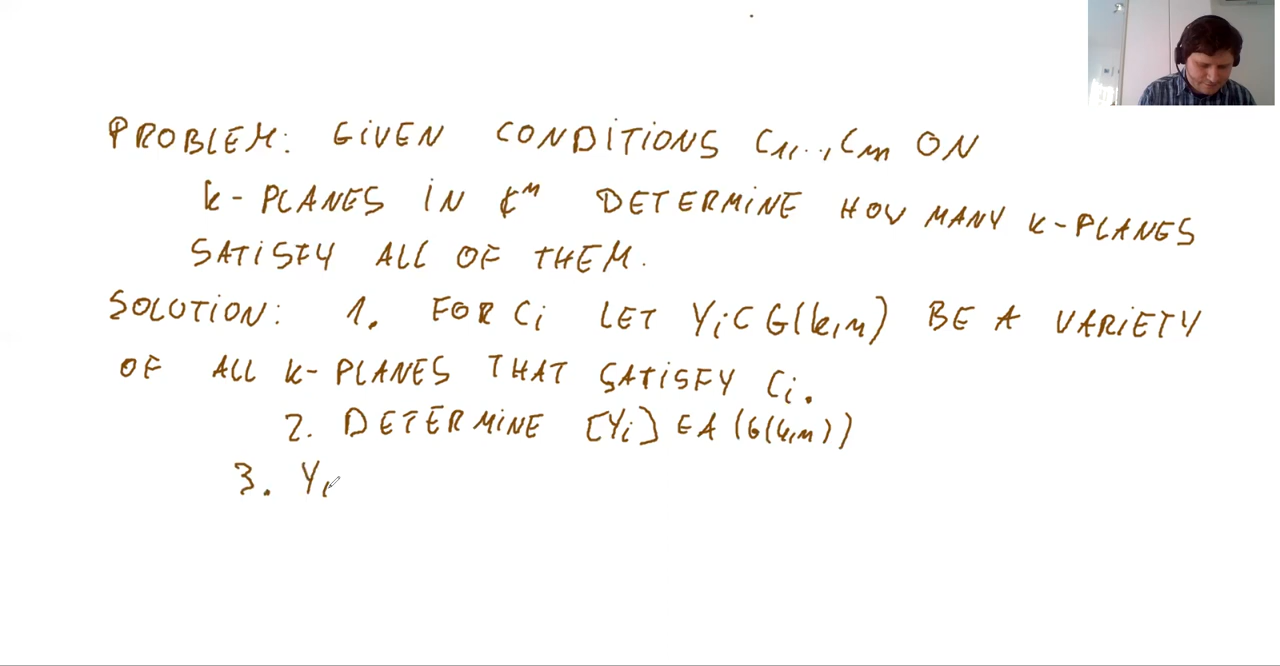 PROBLEM: GIVEN CONDITIONS C1,..,Cm ON
k-PLANES IN ℂⁿ DETERMINE HOW MANY k-PLANES
SATISFY ALL OF THEM.
SOLUTION: 1. FOR Ci LET Yi ⊂ G(k,n) BE A VARIETY
OF ALL k-PLANES THAT SATISFY Ci.
2. DETERMINE [Yi] ∈ A(G(k,n))
3. Y1